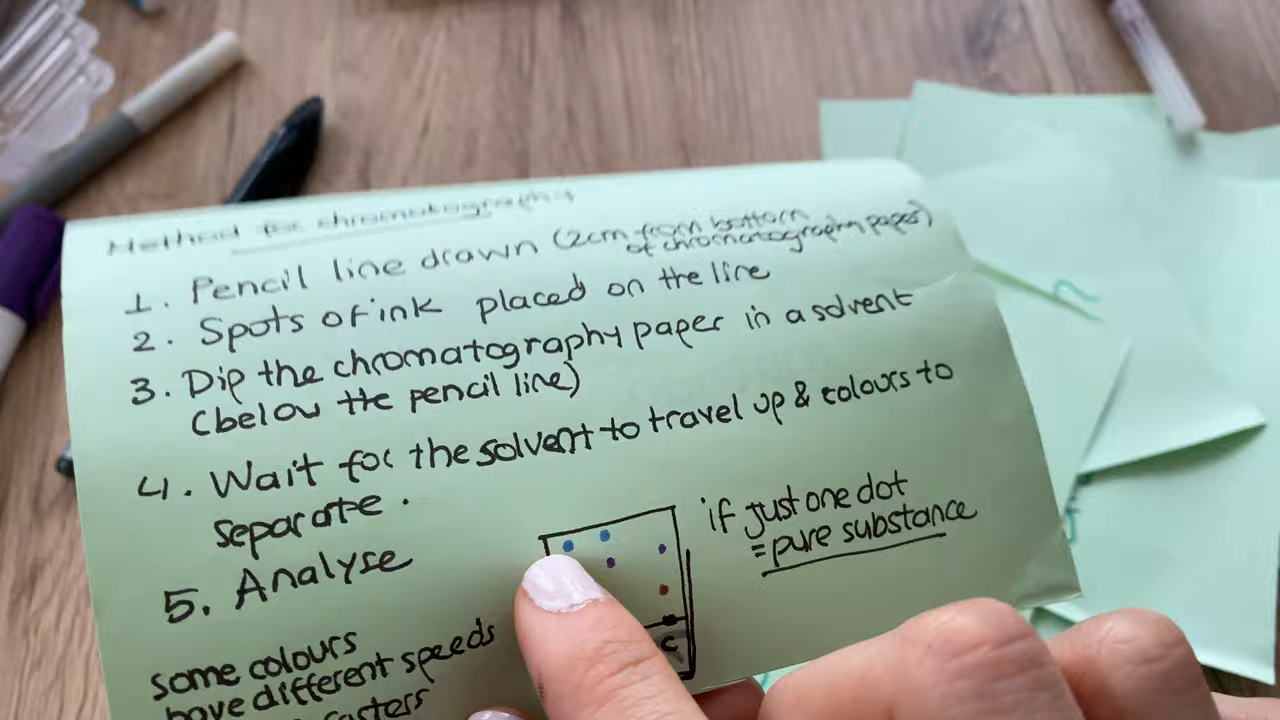 Method for chromatography
1. Pencil line drawn (2cm from bottom
of chromatography paper)
2. Spots of ink placed on the line
3. Dip the chromatography paper in a solvent
(below the pencil line)
4. Wait for the solvent to travel up & colours to
separate.
5. Analyse
if just one dot
= pure substance
C
some colours
have different speeds